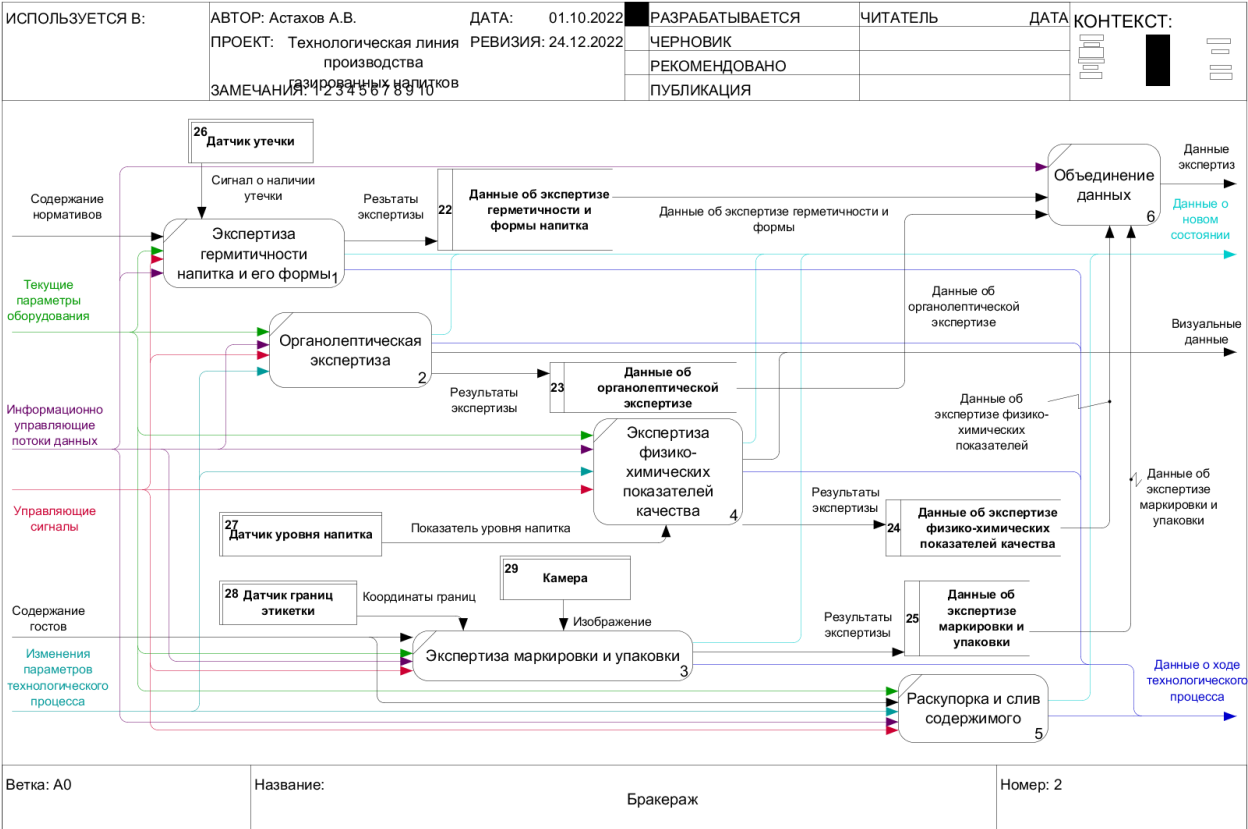 ИСПОЛЬЗУЕТСЯ В:
АВТОР: Астахов А.В.
ДАТА: 01.10.2022
РАЗРАБАТЫВАЕТСЯ
ЧИТАТЕЛЬ
ДАТА
КОНТЕКСТ:
ПРОЕКТ: Технологическая линия
производства
газированных напитков
РЕВИЗИЯ: 24.12.2022
ЧЕРНОВИК
РЕКОМЕНДОВАНО
ЗАМЕЧАНИЯ: 1 2 3 4 5 6 7 8 9 10
ПУБЛИКАЦИЯ
26
Датчик утечки
Сигнал о наличии
утечки
Содержание
нормативов
Экспертиза
гермитичности
напитка и его формы
1
Резьтаты
экспертизы
22
Данные об экспертизе
герметичности и
формы напитка
Данные об экспертизе герметичности и
формы
Объединение
данных
6
Данные
экспертиз
Данные о
новом
состоянии
Текущие
параметры
оборудования
Органолептическая
экспертиза
2
Данные об
органолептической
экспертизе
Визуальные
данные
Результаты
экспертизы
23
Данные об
органолептической
экспертизе
Информационно
управляющие
потоки данных
Экспертиза
физико-
химических
показателей
качества
4
Данные об
экспертизе физико-
химических
показателей
Данные об
экспертизе
маркировки и
упаковки
Управляющие
сигналы
27
Датчик уровня напитка
Показатель уровня напитка
Результаты
экспертизы
24
Данные об экспертизе
физико-химических
показателей качества
29
Камера
28
Датчик границ
этикетки
Координаты границ
Изображение
Содержание
гостов
Результаты
экспертизы
25
Данные об
экспертизе
маркировки и
упаковки
Изменения
параметров
технологического
процесса
Экспертиза маркировки и упаковки
3
Раскупорка и слив
содержимого
5
Данные о ходе
технологического
процесса
Ветка: A0
Название:
Бракераж
Номер: 2